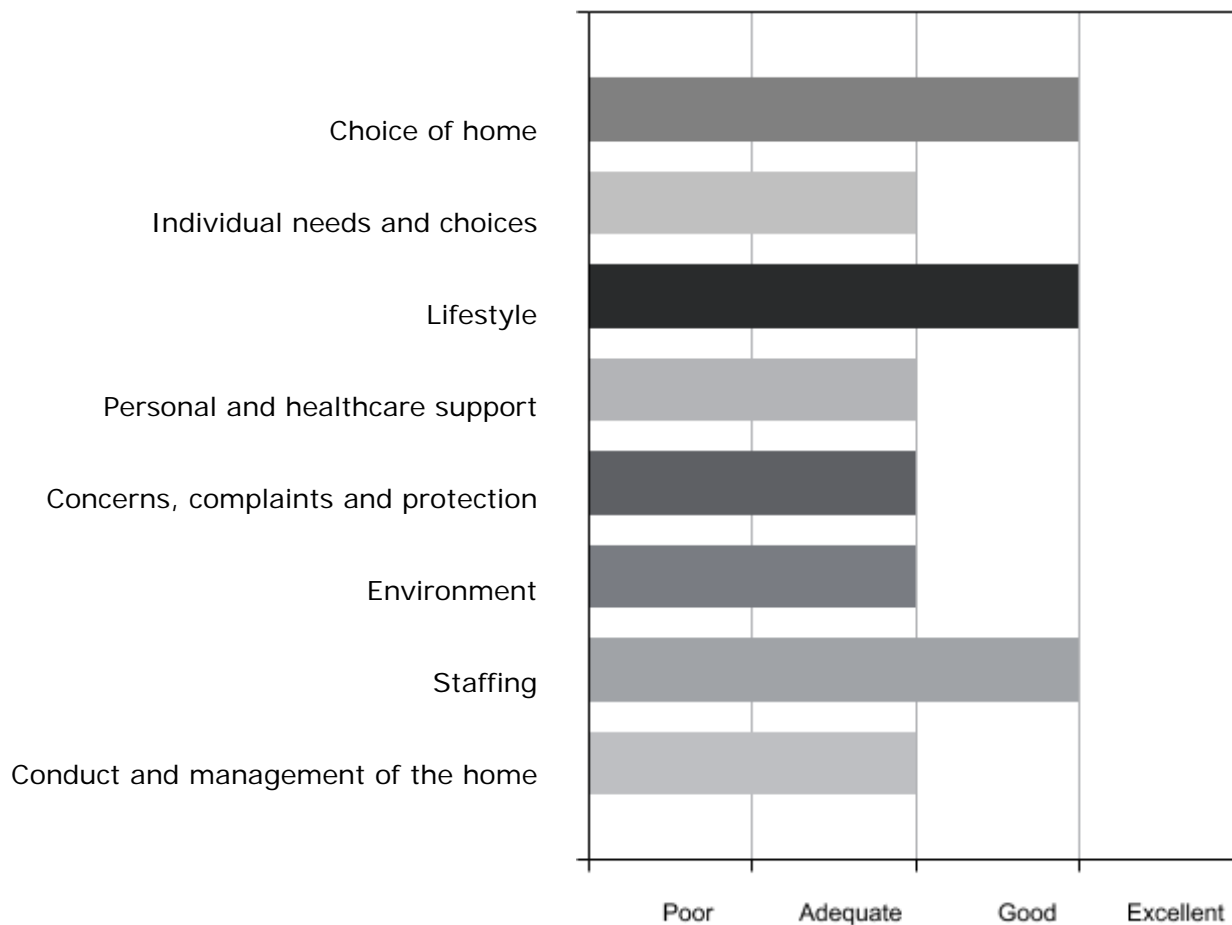 Choice of home
Individual needs and choices
Lifestyle
Personal and healthcare support
Concerns, complaints and protection
Environment
Staffing
Conduct and management of the home
Poor Adequate Good Excellent